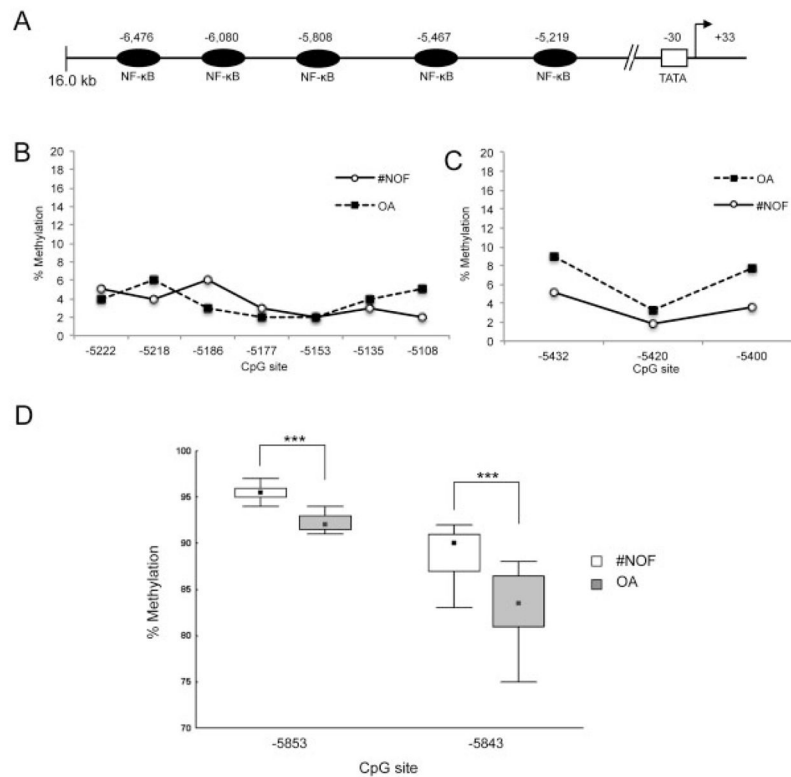 A
-6,476 -6,080 -5,808 -5,467 -5,219 -30 +33
16.0 kb NF-κB NF-κB NF-κB NF-κB NF-κB TATA
B
20
18
16
14
12
10
8
6
4
2
0
% Methylation
#NOF
OA
-5222 -5218 -5186 -5177 -5153 -5135 -5108
CpG site
C
20
18
16
14
12
10
8
6
4
2
0
% Methylation
OA
#NOF
-5432 -5420 -5400
CpG site
D
100
95
90
85
80
75
70
% Methylation
*** ***
#NOF
OA
-5853 -5843
CpG site